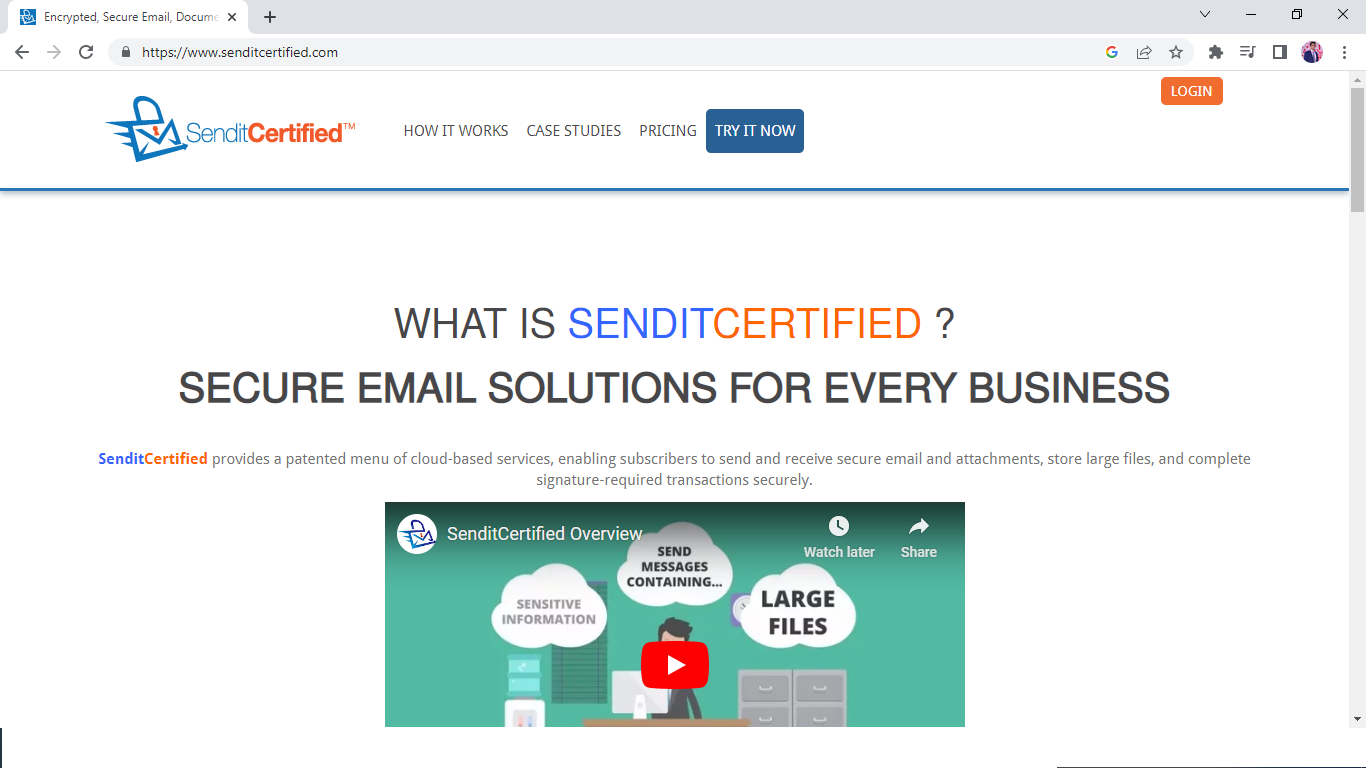 Encrypted, Secure Email, Docume
https://www.senditcertified.com
LOGIN
SenditCertified™
HOW IT WORKS CASE STUDIES PRICING TRY IT NOW
WHAT IS SENDITCERTIFIED ?
SECURE EMAIL SOLUTIONS FOR EVERY BUSINESS
SenditCertified provides a patented menu of cloud-based services, enabling subscribers to send and receive secure email and attachments, store large files, and complete
signature-required transactions securely.
SenditCertified Overview
Watch later Share
SEND
MESSAGES
CONTAINING...
SENSITIVE
INFORMATION
LARGE
FILES